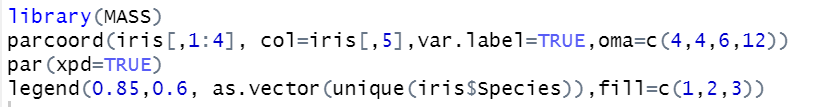 library(MASS)
parcoord(iris[,1:4], col=iris[,5],var.label=TRUE,oma=c(4,4,6,12))
par(xpd=TRUE)
legend(0.85,0.6, as.vector(unique(iris$Species)),fill=c(1,2,3))